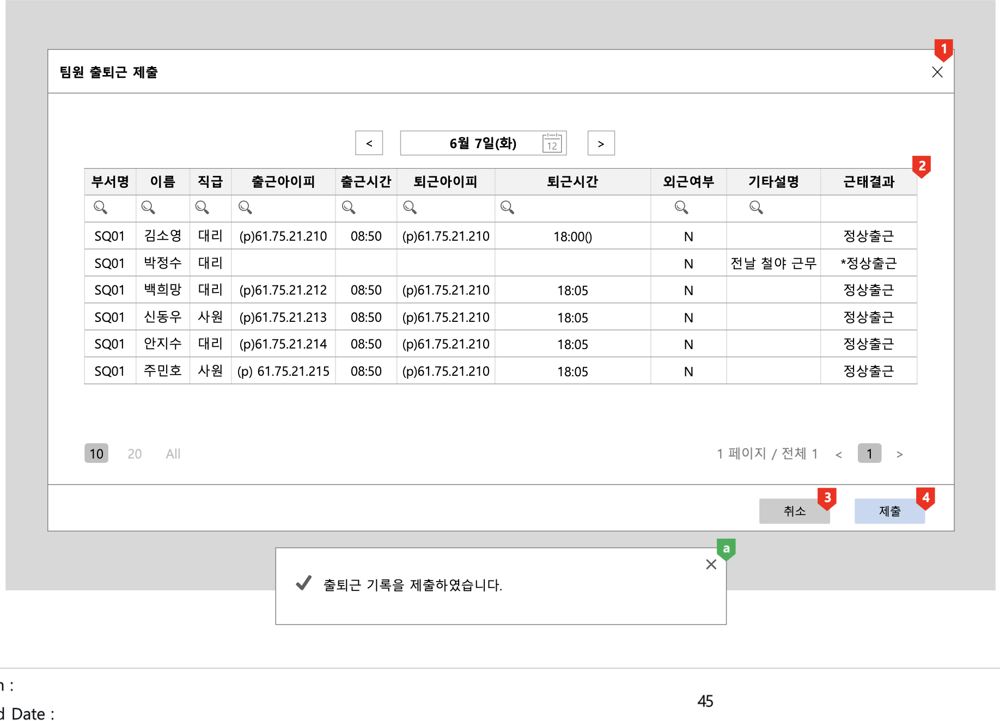 1
팀원 출퇴근 제출
< 6월 7일(화) 12 >
2
부서명 이름 직급 출근아이피 출근시간 퇴근아이피 퇴근시간 외근여부 기타설명 근태결과
SQ01 김소영 대리 (p)61.75.21.210 08:50 (p)61.75.21.210 18:00() N 정상출근
SQ01 박정수 대리 N 전날 철야 근무 *정상출근
SQ01 백희망 대리 (p)61.75.21.212 08:50 (p)61.75.21.210 18:05 N 정상출근
SQ01 신동우 사원 (p)61.75.21.213 08:50 (p)61.75.21.210 18:05 N 정상출근
SQ01 안지수 대리 (p)61.75.21.214 08:50 (p)61.75.21.210 18:05 N 정상출근
SQ01 주민호 사원 (p) 61.75.21.215 08:50 (p)61.75.21.210 18:05 N 정상출근
10 20 All 1 페이지 / 전체 1 < 1 >
3 4
취소 제출
a
출퇴근 기록을 제출하였습니다.
n :
45
d Date :